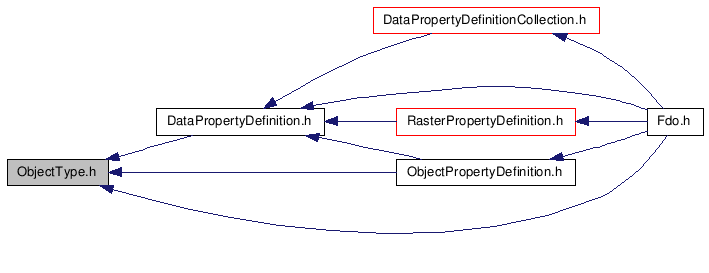 DataPropertyDefinitionCollection.h
DataPropertyDefinition.h
RasterPropertyDefinition.h
Fdo.h
ObjectType.h
ObjectPropertyDefinition.h